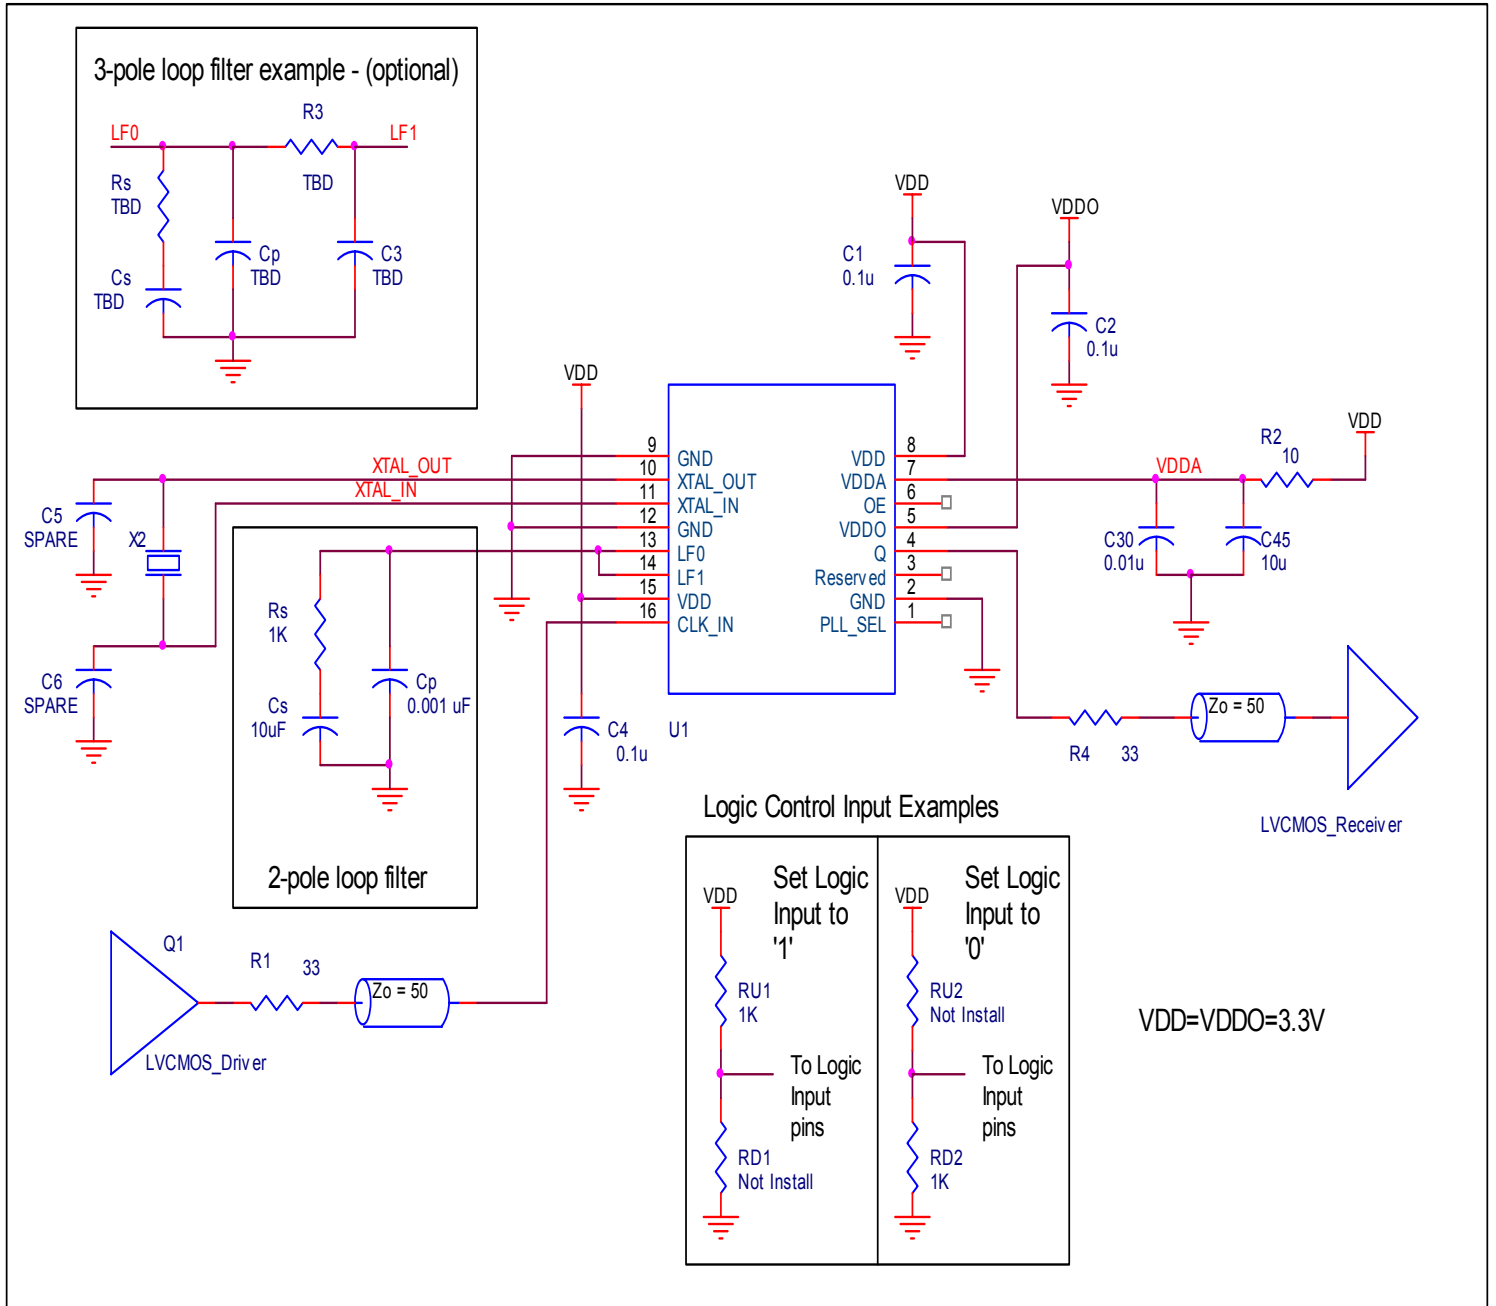 3-pole loop filter example - (optional)
R3
LF0
LF1
TBD
Rs
TBD
Cp
TBD
C3
TBD
Cs
TBD
VDD
VDDO
C1
0.1u
C2
0.1u
VDD
VDD
R2
10
VDDA
XTAL_OUT
XTAL_IN
9
10
11
12
13
14
15
16
GND
XTAL_OUT
XTAL_IN
GND
LF0
LF1
VDD
CLK_IN
VDD
VDDA
OE
VDDO
Q
Reserved
GND
PLL_SEL
8
7
6
5
4
3
2
1
C5
SPARE
X2
C6
SPARE
C30
0.01u
C45
10u
Rs
1K
Cs
10uF
Cp
0.001 uF
2-pole loop filter
C4
0.1u
U1
R4
33
Zo = 50
LVCMOS_Receiver
Q1
R1
33
Zo = 50
LVCMOS_Driver
Logic Control Input Examples
VDD
Set Logic
Input to
'1'
RU1
1K
To Logic
Input
pins
RD1
Not Install
VDD
Set Logic
Input to
'0'
RU2
Not Install
To Logic
Input
pins
RD2
1K
VDD=VDDO=3.3V